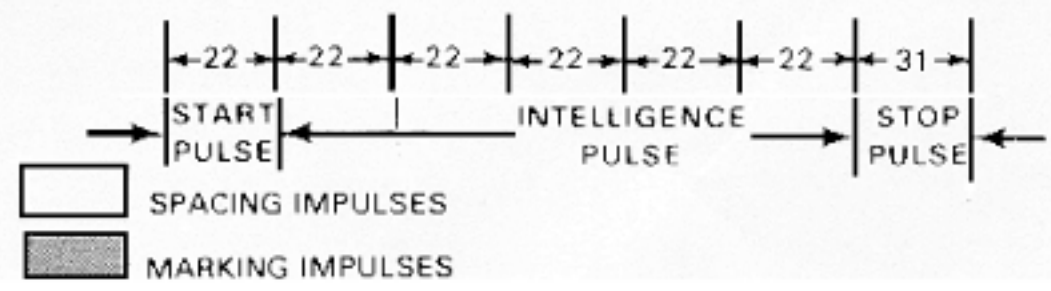 22 22 22 22 22 22 31
START INTELLIGENCE STOP
PULSE PULSE PULSE
SPACING IMPULSES
MARKING IMPULSES